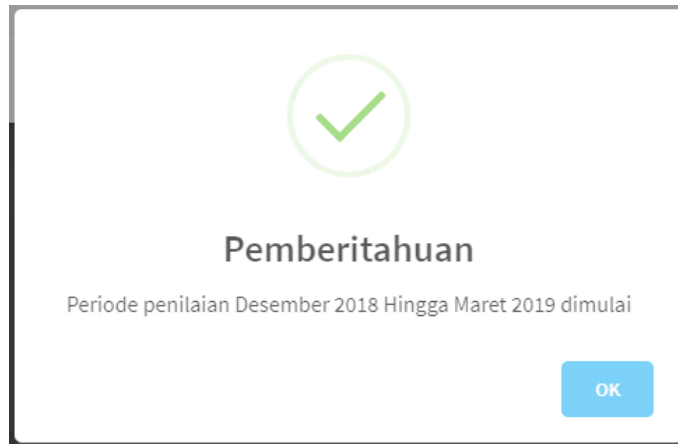 Pemberitahuan
Periode penilaian Desember 2018 Hingga Maret 2019 dimulai
OK